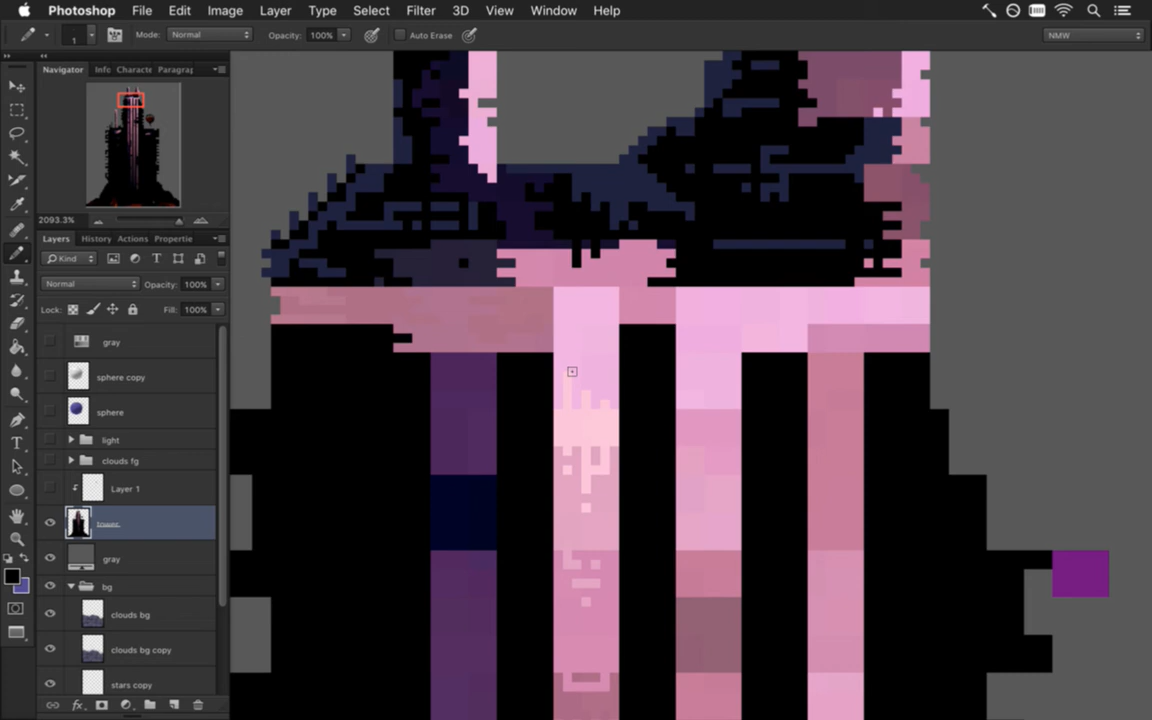 Photoshop File Edit Image Layer Type Select Filter 3D View Window Help
1 Mode: Normal Opacity: 100% Auto Erase NMW
Navigator Info Characte Paragrap
2093.3%
Layers History Actions Propertie
Kind
Normal Opacity: 100%
Lock: Fill: 100%
gray
sphere copy
sphere
light
clouds fg
Layer 1
gray
bg
clouds bg
clouds bg copy
stars copy
fx